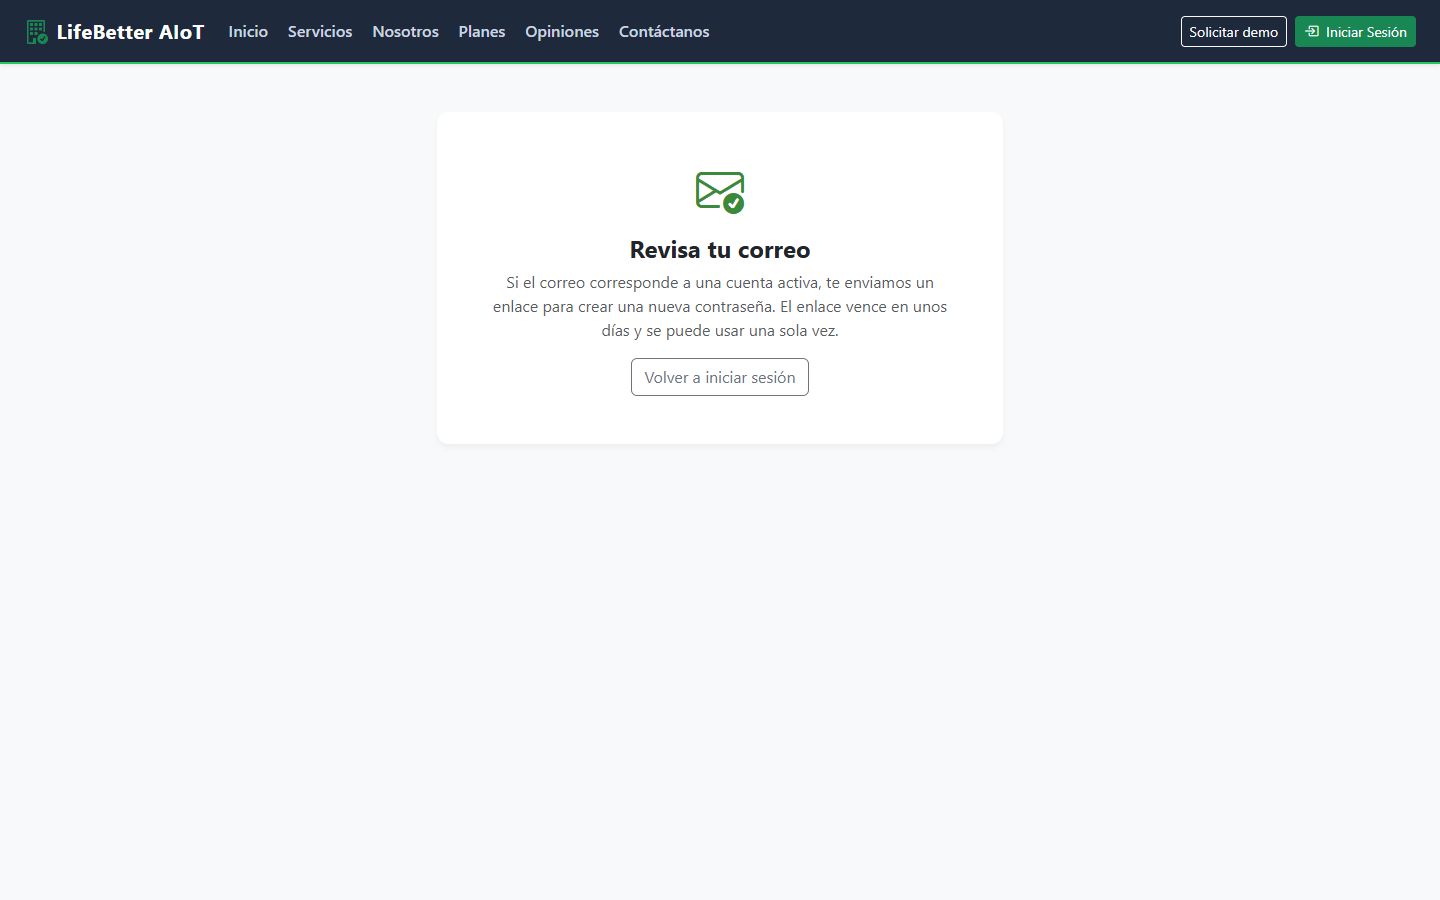 LifeBetter AIoT Inicio Servicios Nosotros Planes Opiniones Contáctanos Solicitar demo Iniciar Sesión
Revisa tu correo
Si el correo corresponde a una cuenta activa, te enviamos un
enlace para crear una nueva contraseña. El enlace vence en unos
días y se puede usar una sola vez.
Volver a iniciar sesión